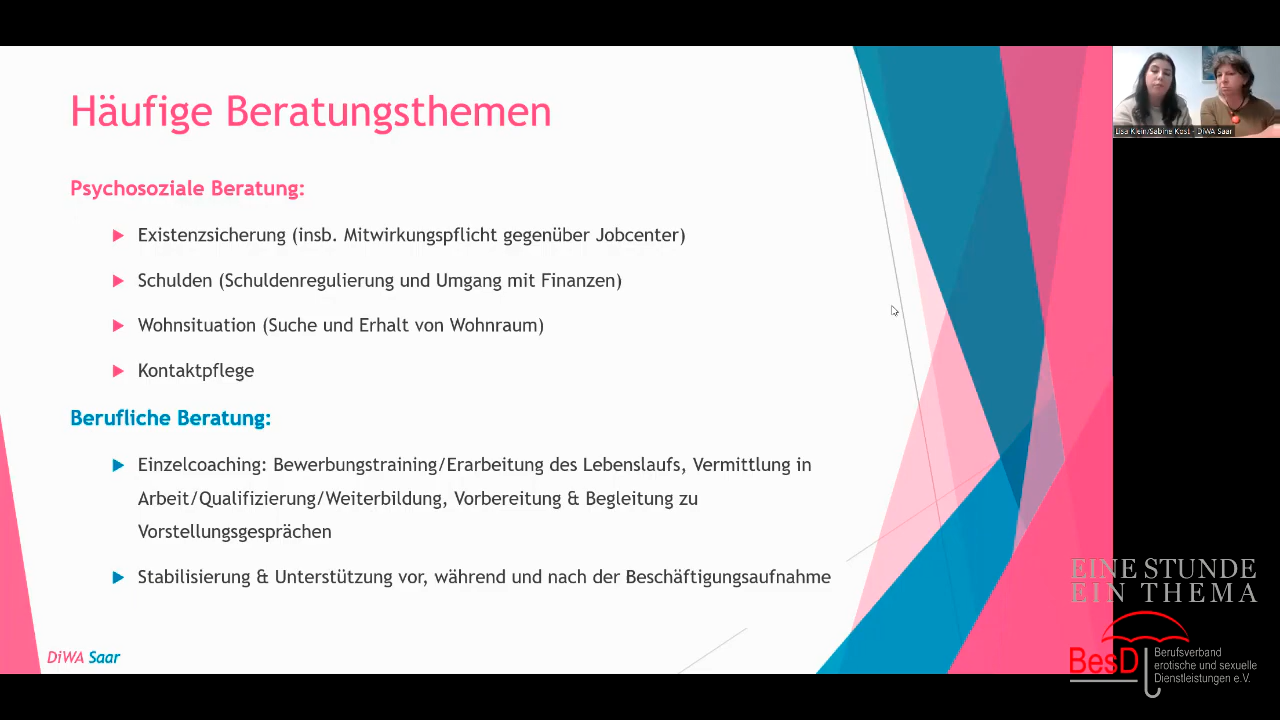 Häufige Beratungsthemen
Psychosoziale Beratung:
Existenzsicherung (insb. Mitwirkungspflicht gegenüber Jobcenter)
Schulden (Schuldenregulierung und Umgang mit Finanzen)
Wohnsituation (Suche und Erhalt von Wohnraum)
Kontaktpflege
Berufliche Beratung:
Einzelcoaching: Bewerbungstraining/Erarbeitung des Lebenslaufs, Vermittlung in
Arbeit/Qualifizierung/Weiterbildung, Vorbereitung & Begleitung zu
Vorstellungsgesprächen
Stabilisierung & Unterstützung vor, während und nach der Beschäftigungsaufnahme
DiWA Saar
Lisa Klein/Sabine Kost - DiWA Saar
EINE STUNDE
EIN THEMA
BesD
Berufsverband
erotische und sexuelle
Dienstleistungen e.V.